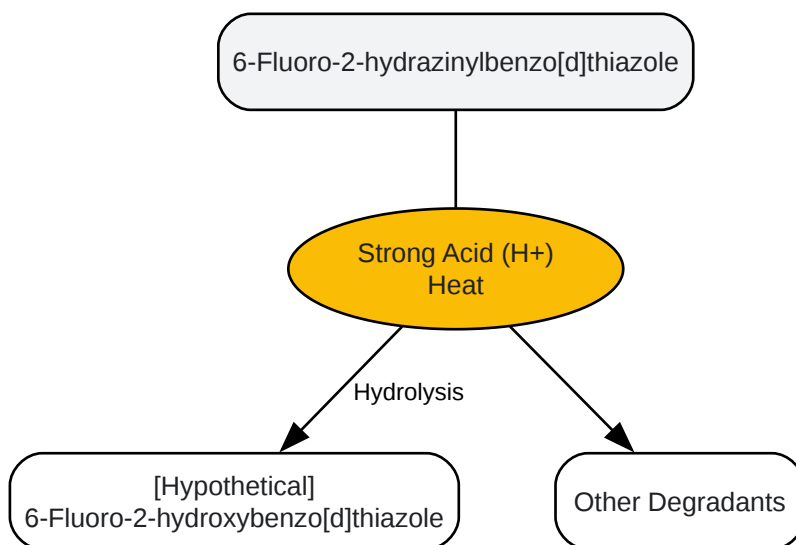 6-Fluoro-2-hydrazinylbenzo[d]thiazole
Strong Acid (H+)
Heat
Hydrolysis
[Hypothetical]
6-Fluoro-2-hydroxybenzo[d]thiazole
Other Degradants